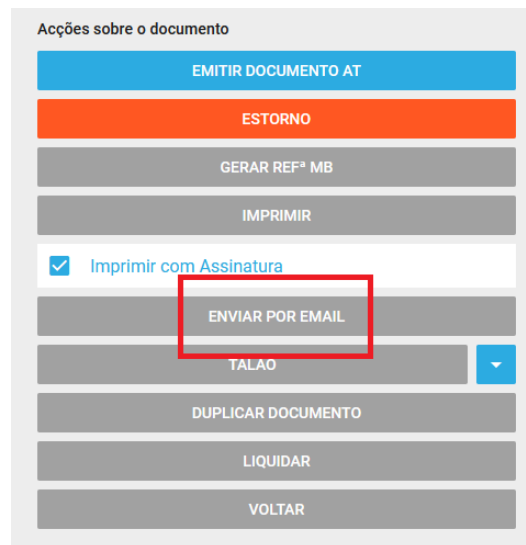 Acções sobre o documento
EMITIR DOCUMENTO AT
ESTORNO
GERAR REFª MB
IMPRIMIR
Imprimir com Assinatura
ENVIAR POR EMAIL
TALAO
DUPLICAR DOCUMENTO
LIQUIDAR
VOLTAR